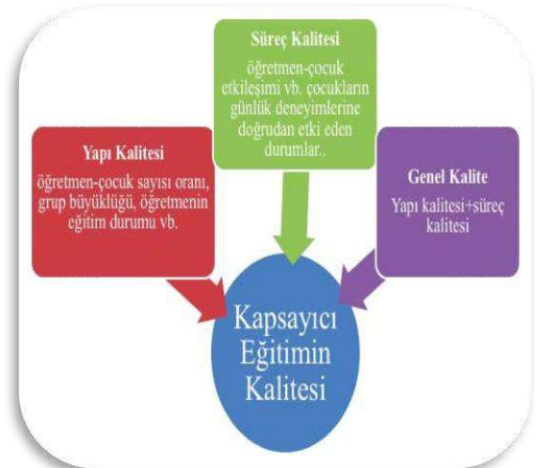 Süreç Kalitesi
öğretmen-çocuk
etkileşimi vb. çocukların
günlük deneyimlerine
doğrudan etki eden
durumlar..
Yapı Kalitesi
öğretmen-çocuk sayısı oranı,
grup büyüklüğü, öğretmenin
eğitim durumu vb.
Genel Kalite
Yapı kalitesi+süreç
kalitesi
Kapsayıcı
Eğitimin
Kalitesi